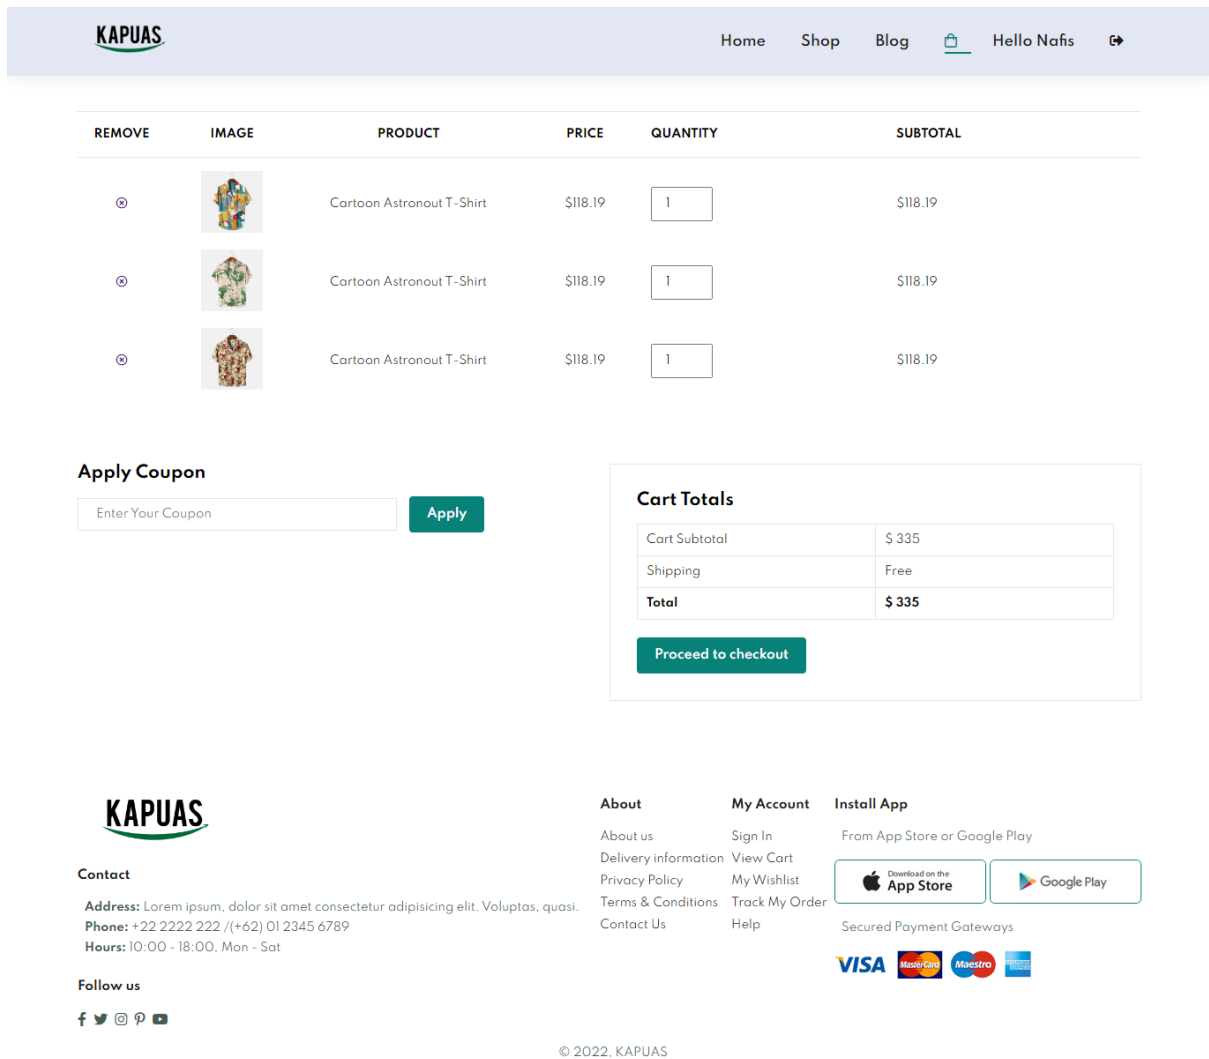 KAPUAS
Home Shop Blog Hello Nafis
REMOVE IMAGE PRODUCT PRICE QUANTITY SUBTOTAL
Cartoon Astronout T-Shirt $118.19 1 $118.19
Cartoon Astronout T-Shirt $118.19 1 $118.19
Cartoon Astronout T-Shirt $118.19 1 $118.19
Apply Coupon
Enter Your Coupon Apply
Cart Totals
Cart Subtotal $ 335
Shipping Free
Total $ 335
Proceed to checkout
KAPUAS
Contact
Address: Lorem ipsum, dolor sit amet consectetur adipisicing elit. Voluptas, quasi.
Phone: +22 2222 222 /(+62) 01 2345 6789
Hours: 10:00 - 18:00, Mon - Sat
Follow us
About
About us
Delivery information
Privacy Policy
Terms & Conditions
Contact Us
My Account
Sign In
View Cart
My Wishlist
Track My Order
Help
Install App
From App Store or Google Play
Download on the
App Store
Google Play
Secured Payment Gateways
VISA MasterCard Maestro AMERICAN EXPRESS
© 2022, KAPUAS